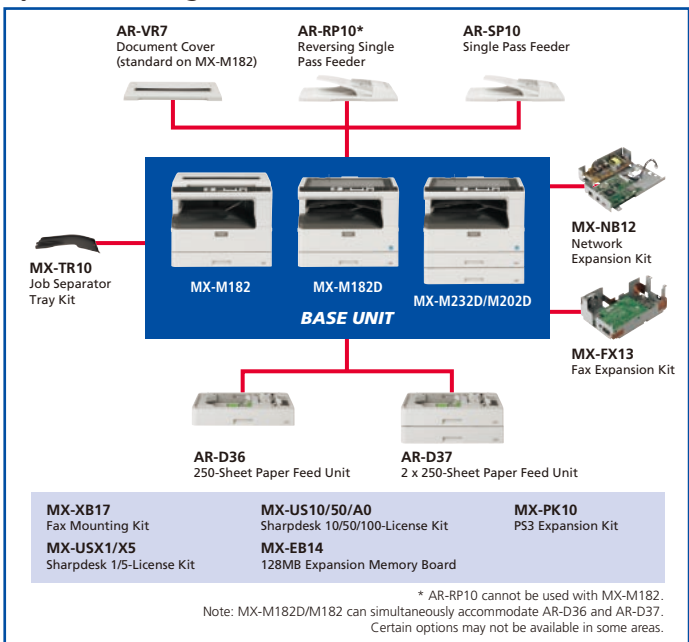 AR-VR7
Document Cover
(standard on MX-M182)
AR-RP10*
Reversing Single
Pass Feeder
AR-SP10
Single Pass Feeder
MX-TR10
Job Separator
Tray Kit
MX-M182
MX-M182D
MX-M232D/M202D
BASE UNIT
MX-NB12
Network
Expansion Kit
MX-FX13
Fax Expansion Kit
AR-D36
250-Sheet Paper Feed Unit
AR-D37
2 x 250-Sheet Paper Feed Unit
MX-XB17
Fax Mounting Kit
MX-US10/50/A0
Sharpdesk 10/50/100-License Kit
MX-PK10
PS3 Expansion Kit
MX-USX1/X5
Sharpdesk 1/5-License Kit
MX-EB14
128MB Expansion Memory Board
* AR-RP10 cannot be used with MX-M182.
Note: MX-M182D/M182 can simultaneously accommodate AR-D36 and AR-D37.
Certain options may not be available in some areas.